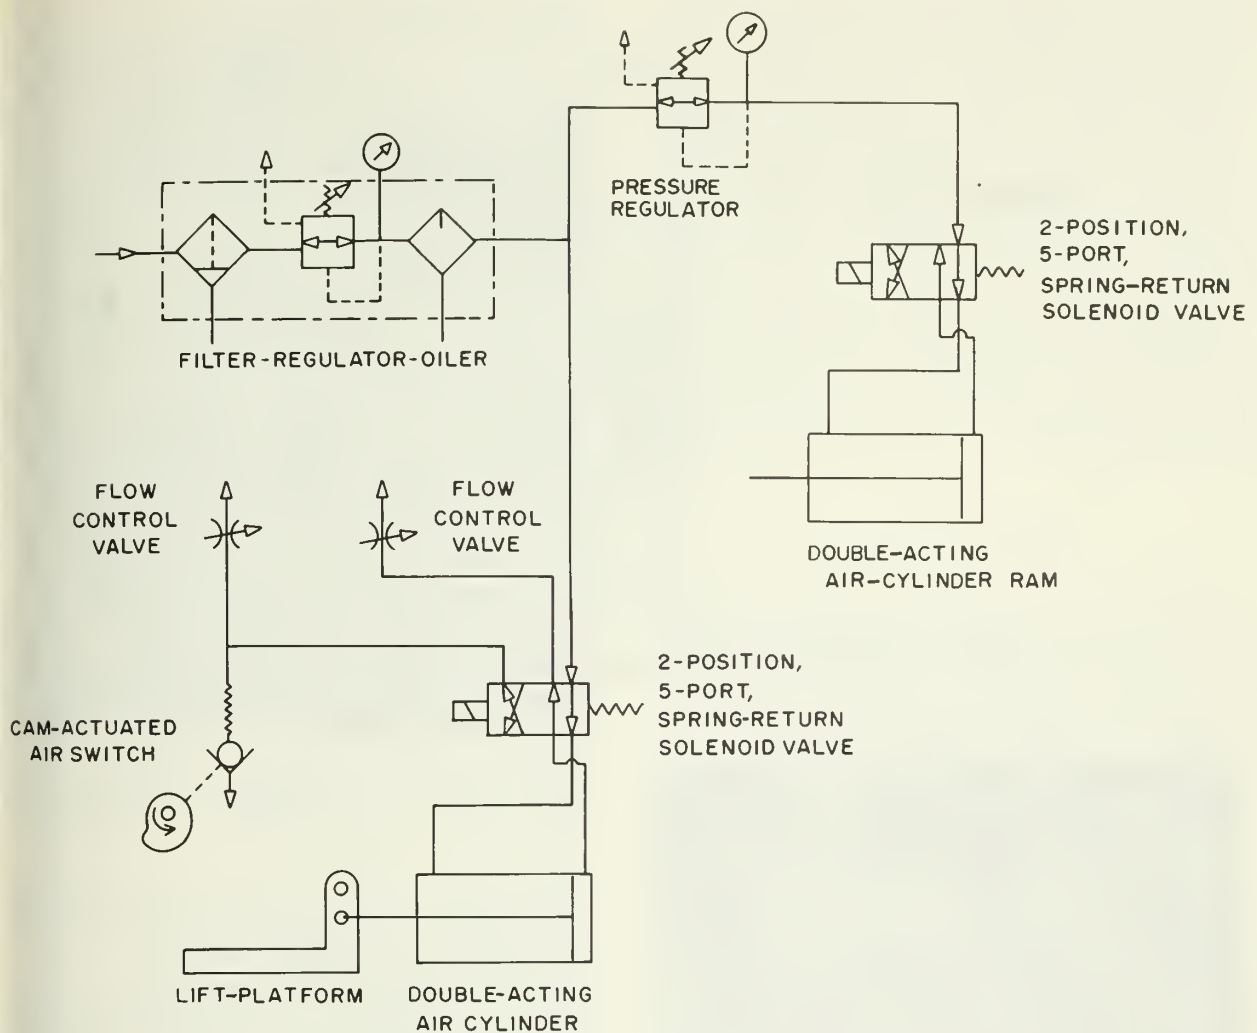 PRESSURE
REGULATOR
2-POSITION,
5-PORT,
SPRING-RETURN
SOLENOID VALVE
FILTER-REGULATOR-OILER
FLOW
CONTROL
VALVE
FLOW
CONTROL
VALVE
DOUBLE-ACTING
AIR-CYLINDER RAM
2-POSITION,
5-PORT,
SPRING-RETURN
SOLENOID VALVE
CAM-ACTUATED
AIR SWITCH
LIFT-PLATFORM
DOUBLE-ACTING
AIR CYLINDER